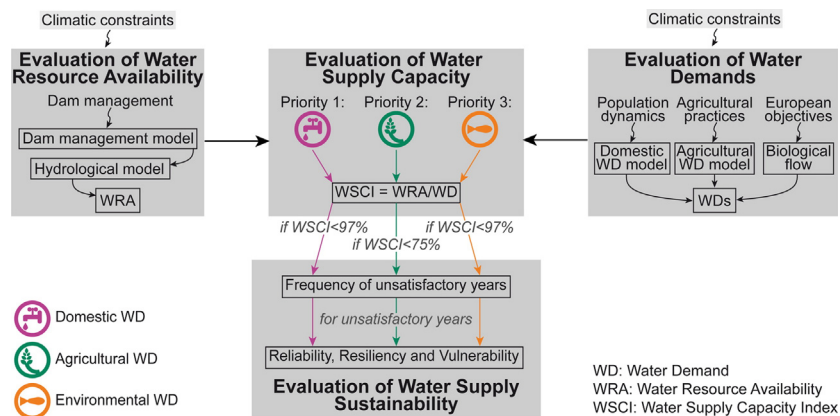 Climatic constraints
Evaluation of Water
Resource Availability
Dam management
Dam management model
Hydrological model
WRA
Evaluation of Water
Supply Capacity
Priority 1:
Priority 2:
Priority 3:
WSCI = WRA/WD
if WSCI<97%
if WSCI<75%
if WSCI<97%
Frequency of unsatisfactory years
for unsatisfactory years
Reliability, Resiliency and Vulnerability
Evaluation of Water Supply
Sustainability
Climatic constraints
Evaluation of Water
Demands
Population
dynamics
Agricultural
practices
European
objectives
Domestic
WD model
Agricultural
WD model
Biological
flow
WDs
Domestic WD
Agricultural WD
Environmental WD
WD: Water Demand
WRA: Water Resource Availability
WSCI: Water Supply Capacity Index